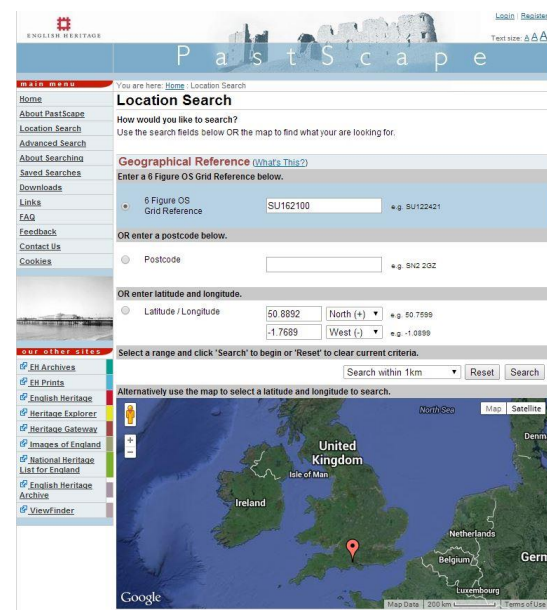 Login | Register
ENGLISH HERITAGE
Text size: A A A
PastScape
main menu
You are here: Home : Location Search
Home
About PastScape
Location Search
Advanced Search
About Searching
Saved Searches
Downloads
Links
FAQ
Feedback
Contact Us
Cookies
our other sites
EH Archives
EH Prints
English Heritage
Heritage Explorer
Heritage Gateway
Images of England
National Heritage
List for England
English Heritage
Archive
ViewFinder
Location Search
How would you like to search?
Use the search fields below OR the map to find what your are looking for.
Geographical Reference (What's This?)
Enter a 6 Figure OS Grid Reference below.
6 Figure OS
Grid Reference
SU162100
e.g. SU122421
OR enter a postcode below.
Postcode
e.g. SN2 2GZ
OR enter latitude and longitude.
Latitude / Longitude
50.8892 North (+) e.g. 50.7599
-1.7689 West (-) e.g. -1.0899
Select a range and click 'Search' to begin or 'Reset' to clear current criteria.
Search within 1km Reset Search
Alternatively use the map to select a latitude and longitude to search.
North Sea
Map Satellite
Denm
United
Kingdom
Isle of Man
Ireland
Netherlands
Belgium
Gern
Luxembourg
Google
Map Data 200 km Terms of Use